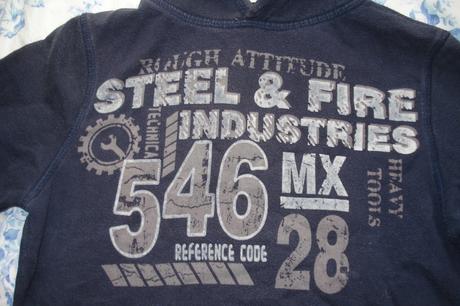 ROUGH ATTITUDE
STEEL & FIRE
INDUSTRIES
TECHNICAL
546
MX
28
HEAVY
TOOLS
REFERENCE CODE